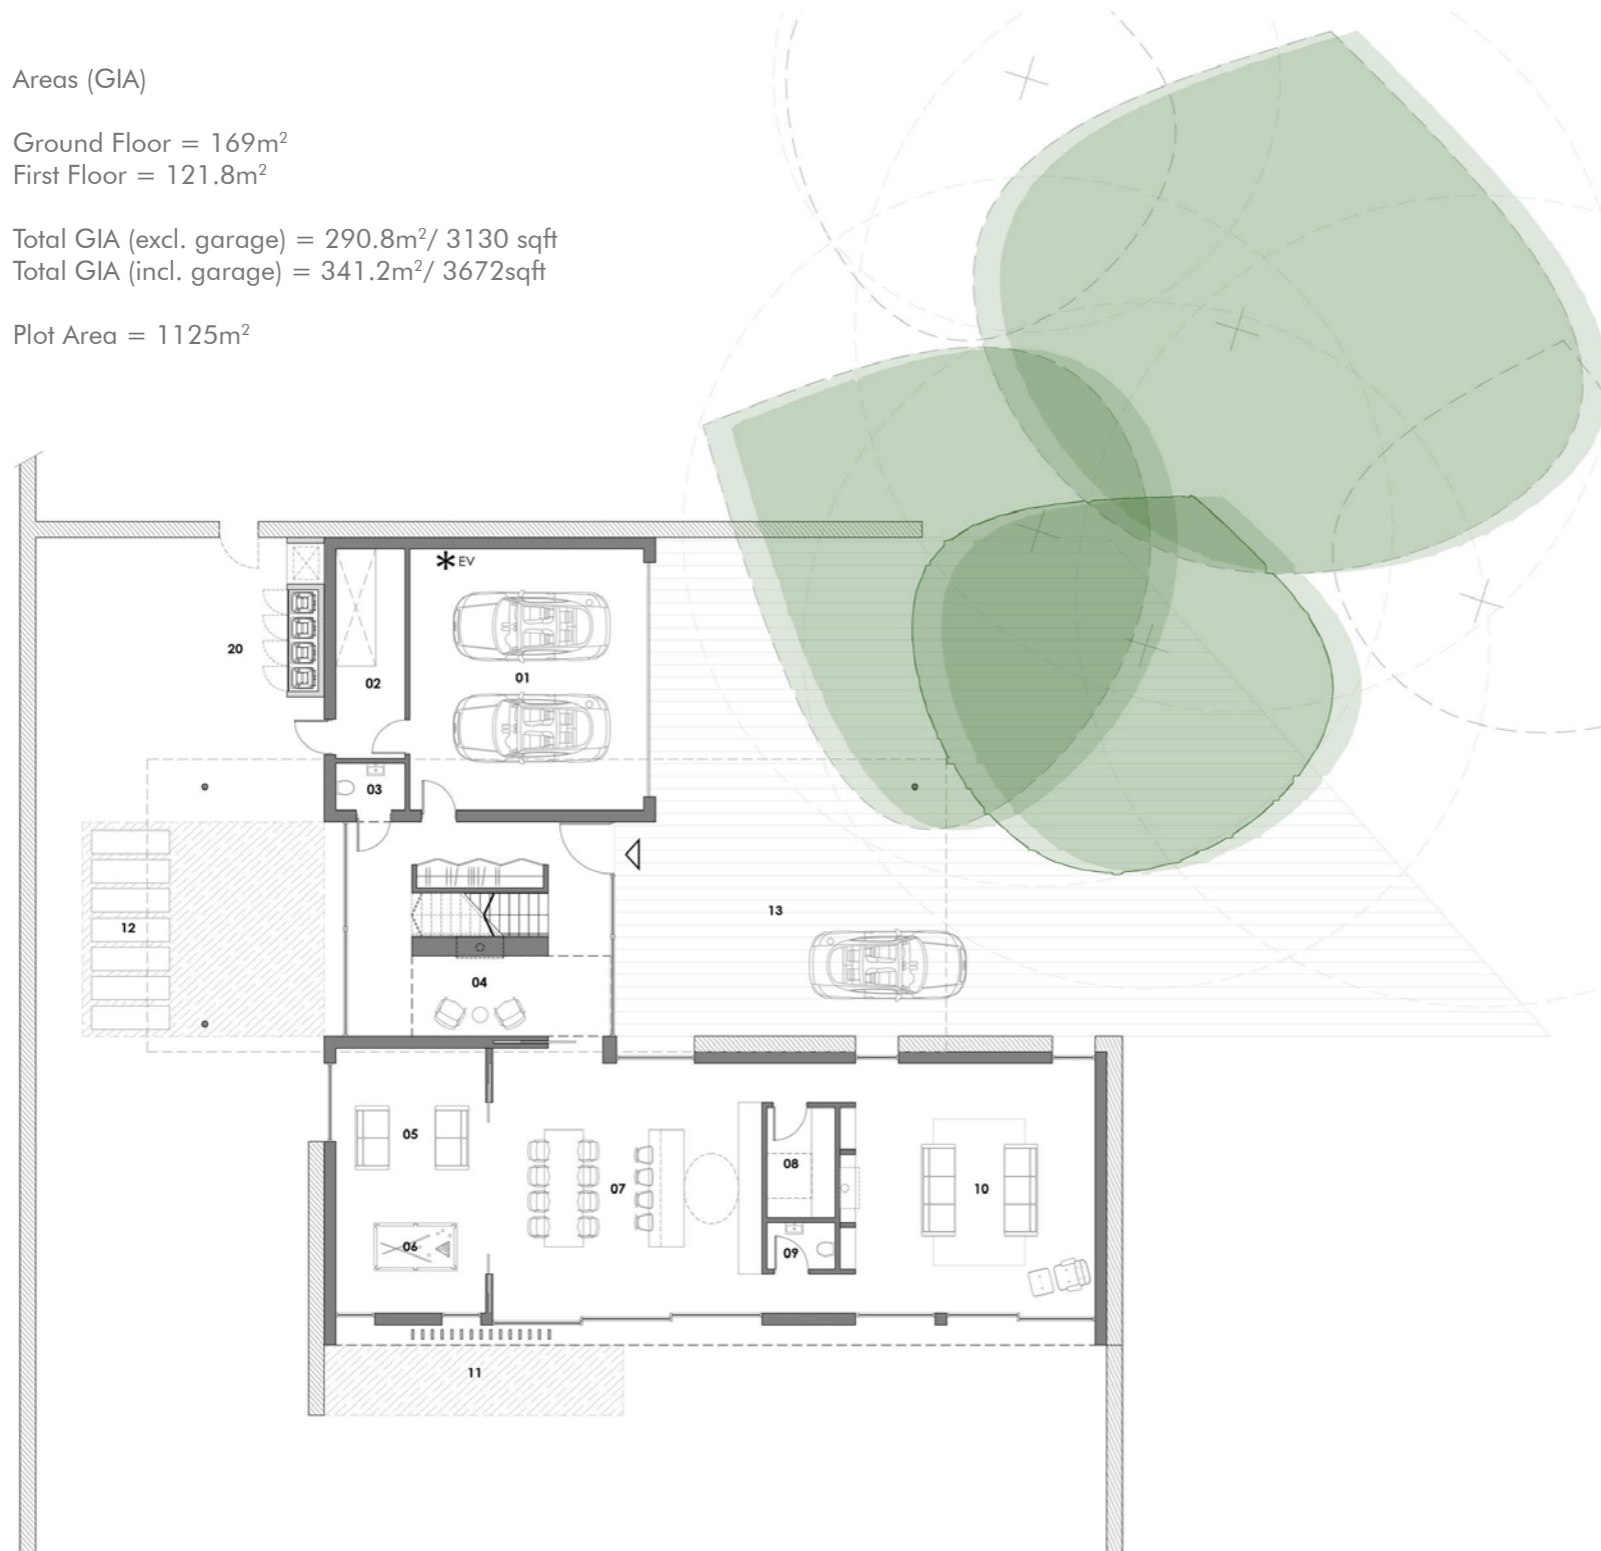 Areas (GIA)
Ground Floor = 169m²
First Floor = 121.8m²
Total GIA (excl. garage) = 290.8m²/ 3130 sqft
Total GIA (incl. garage) = 341.2m²/ 3672sqft
Plot Area = 1125m²
EV
20
02
01
03
13
12
04
05
08
07
10
06
09
11